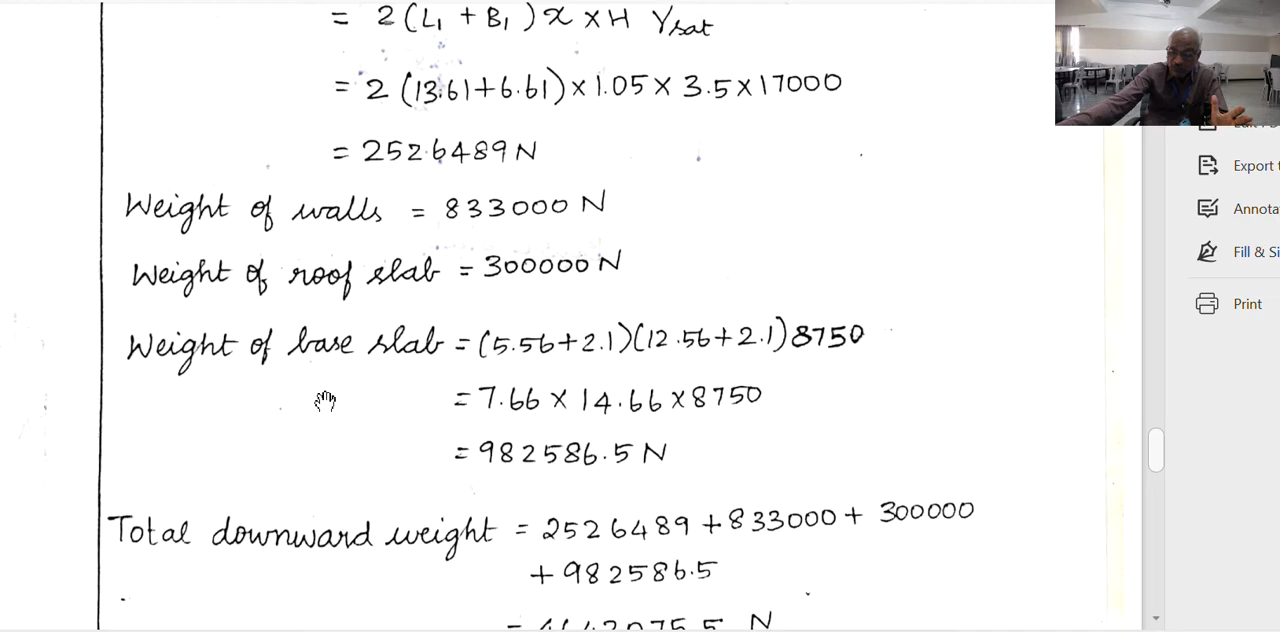 = 2 (L₁ + B₁) x × H γsat
= 2 (13.61+6.61) × 1.05 × 3.5 × 17000
= 2526489 N
Weight of walls = 833000 N
Weight of roof slab = 300000 N
Weight of base slab = (5.56+2.1)(12.56+2.1)8750
= 7.66 × 14.66 × 8750
= 982586.5 N
Total downward weight = 2526489 + 833000 + 300000
+ 982586.5
Export t
Annota
Fill & Si
Print